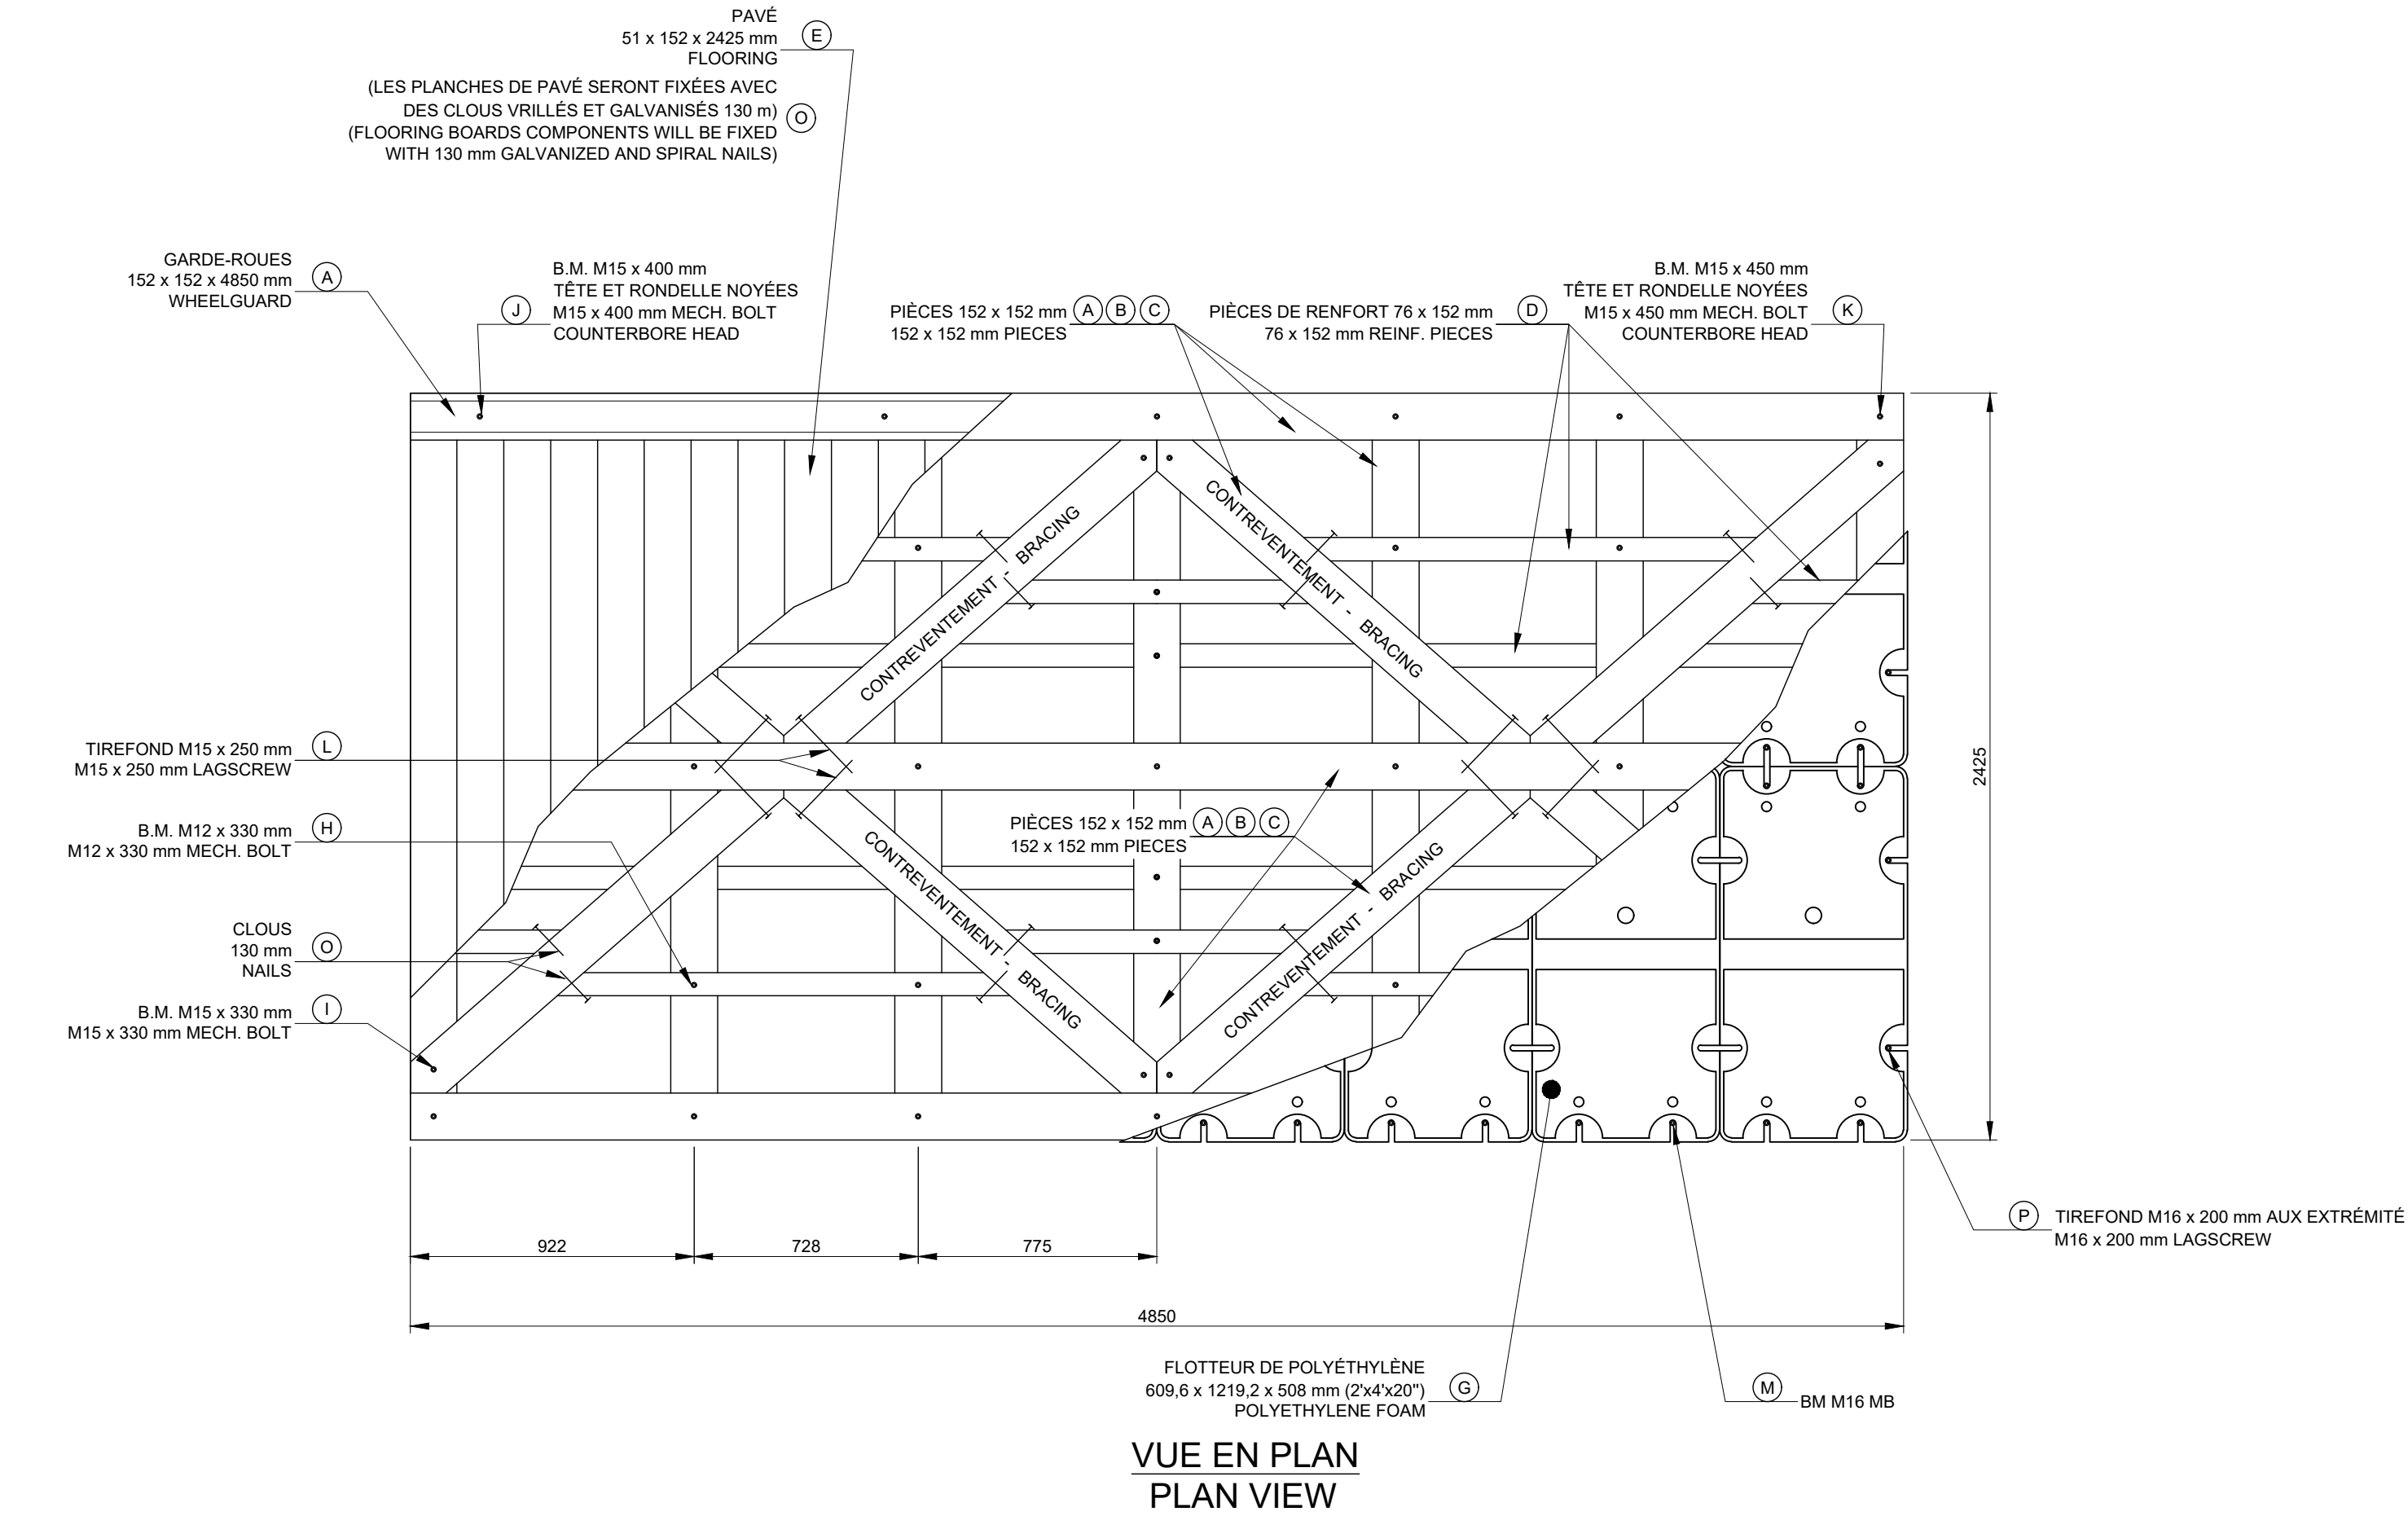 PAVÉ
51 x 152 x 2425 mm
FLOORING
E
(LES PLANCHES DE PAVÉ SERONT FIXÉES AVEC
DES CLOUS VRILLÉS ET GALVANISÉS 130 m)
(FLOORING BOARDS COMPONENTS WILL BE FIXED
WITH 130 mm GALVANIZED AND SPIRAL NAILS)
O
GARDE-ROUES
152 x 152 x 4850 mm
WHEELGUARD
A
J
B.M. M15 x 400 mm
TÊTE ET RONDELLE NOYÉES
M15 x 400 mm MECH. BOLT
COUNTERBORE HEAD
PIÈCES 152 x 152 mm
152 x 152 mm PIECES
A B C
PIÈCES DE RENFORT 76 x 152 mm
76 x 152 mm REINF. PIECES
D
B.M. M15 x 450 mm
TÊTE ET RONDELLE NOYÉES
M15 x 450 mm MECH. BOLT
COUNTERBORE HEAD
K
CONTREVENTEMENT - BRACING
CONTREVENTEMENT - BRACING
TIREFOND M15 x 250 mm
M15 x 250 mm LAGSCREW
L
2425
B.M. M12 x 330 mm
M12 x 330 mm MECH. BOLT
H
PIÈCES 152 x 152 mm
152 x 152 mm PIECES
A B C
CONTREVENTEMENT - BRACING
CONTREVENTEMENT - BRACING
CLOUS
130 mm
NAILS
O
B.M. M15 x 330 mm
M15 x 330 mm MECH. BOLT
I
P
TIREFOND M16 x 200 mm AUX EXTRÉMITÉ
M16 x 200 mm LAGSCREW
922
728
775
4850
FLOTTEUR DE POLYÉTHYLÈNE
609,6 x 1219,2 x 508 mm (2'x4'x20")
POLYETHYLENE FOAM
G
M
BM M16 MB
VUE EN PLAN
PLAN VIEW